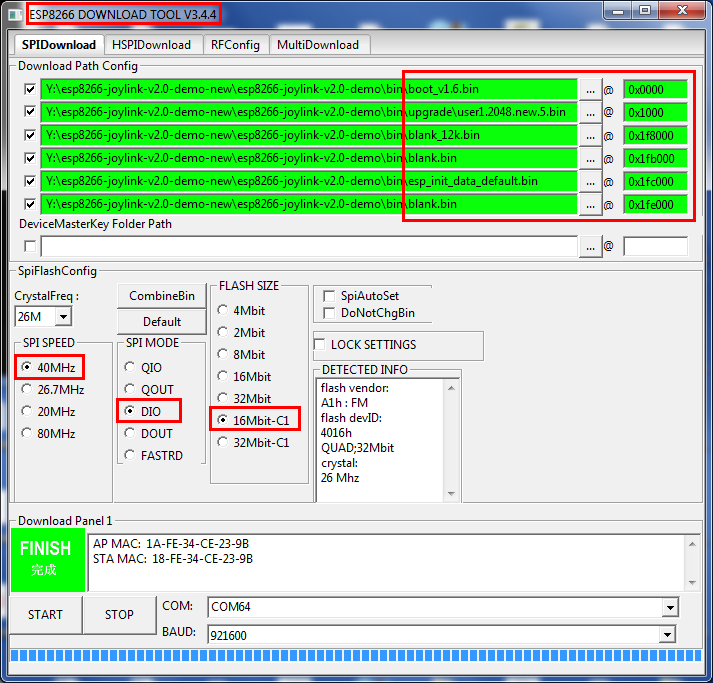 ESP8266 DOWNLOAD TOOL V3.4.4
SPIDownload HSPIDownload RFConfig MultiDownload
Download Path Config
Y:\esp8266-joylink-v2.0-demo-new\esp8266-joylink-v2.0-demo\bin\boot_v1.6.bin ... @ 0x0000
Y:\esp8266-joylink-v2.0-demo-new\esp8266-joylink-v2.0-demo\bin\upgrade\user1.2048.new.5.bin ... @ 0x1000
Y:\esp8266-joylink-v2.0-demo-new\esp8266-joylink-v2.0-demo\bin\blank_12k.bin ... @ 0x1f8000
Y:\esp8266-joylink-v2.0-demo-new\esp8266-joylink-v2.0-demo\bin\blank.bin ... @ 0x1fb000
Y:\esp8266-joylink-v2.0-demo-new\esp8266-joylink-v2.0-demo\bin\esp_init_data_default.bin ... @ 0x1fc000
Y:\esp8266-joylink-v2.0-demo-new\esp8266-joylink-v2.0-demo\bin\blank.bin ... @ 0x1fe000
DeviceMasterKey Folder Path
... @
SpiFlashConfig
CrystalFreq :
26M
SPI SPEED
40MHz
26.7MHz
20MHz
80MHz
CombineBin
Default
SPI MODE
QIO
QOUT
DIO
DOUT
FASTRD
FLASH SIZE
4Mbit
2Mbit
8Mbit
16Mbit
32Mbit
16Mbit-C1
32Mbit-C1
SpiAutoSet
DoNotChgBin
LOCK SETTINGS
DETECTED INFO
flash vendor:
A1h : FM
flash devID:
4016h
QUAD;32Mbit
crystal:
26 Mhz
Download Panel 1
FINISH
完成
AP MAC: 1A-FE-34-CE-23-9B
STA MAC: 18-FE-34-CE-23-9B
START STOP
COM: COM64
BAUD: 921600